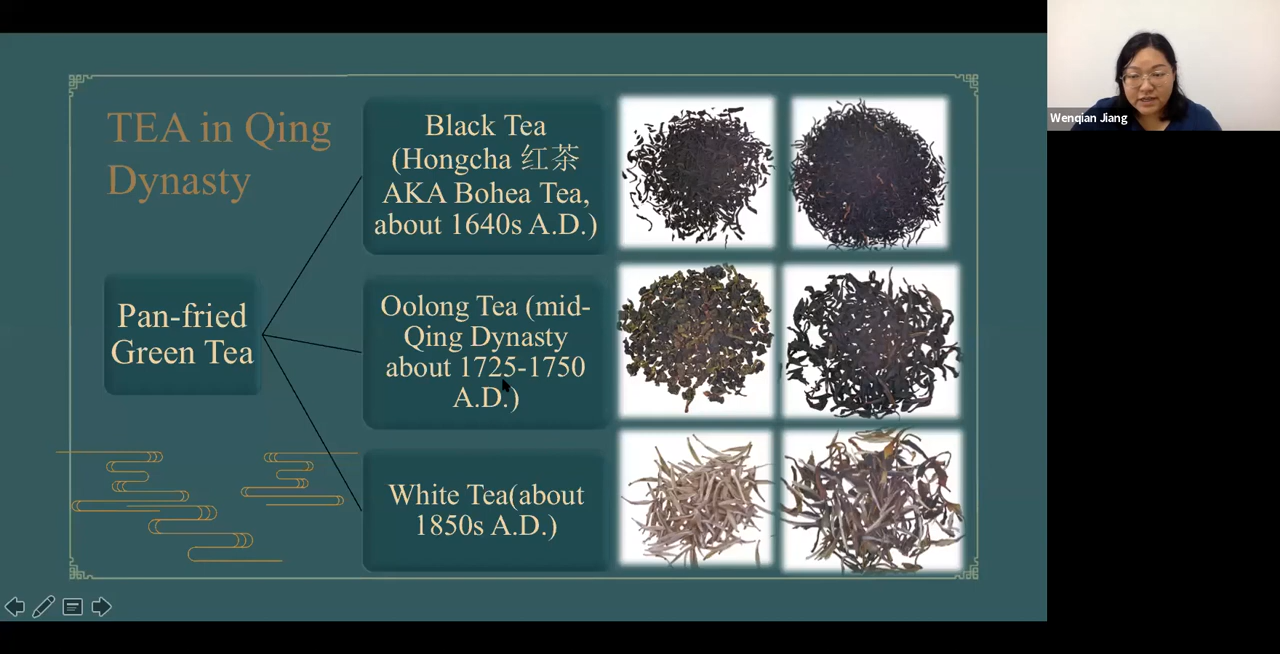 TEA in Qing
Dynasty
Pan-fried
Green Tea
Black Tea
(Hongcha 红茶
AKA Bohea Tea,
about 1640s A.D.)
Oolong Tea (mid-
Qing Dynasty
about 1725-1750
A.D.)
White Tea(about
1850s A.D.)
Wenqian Jiang